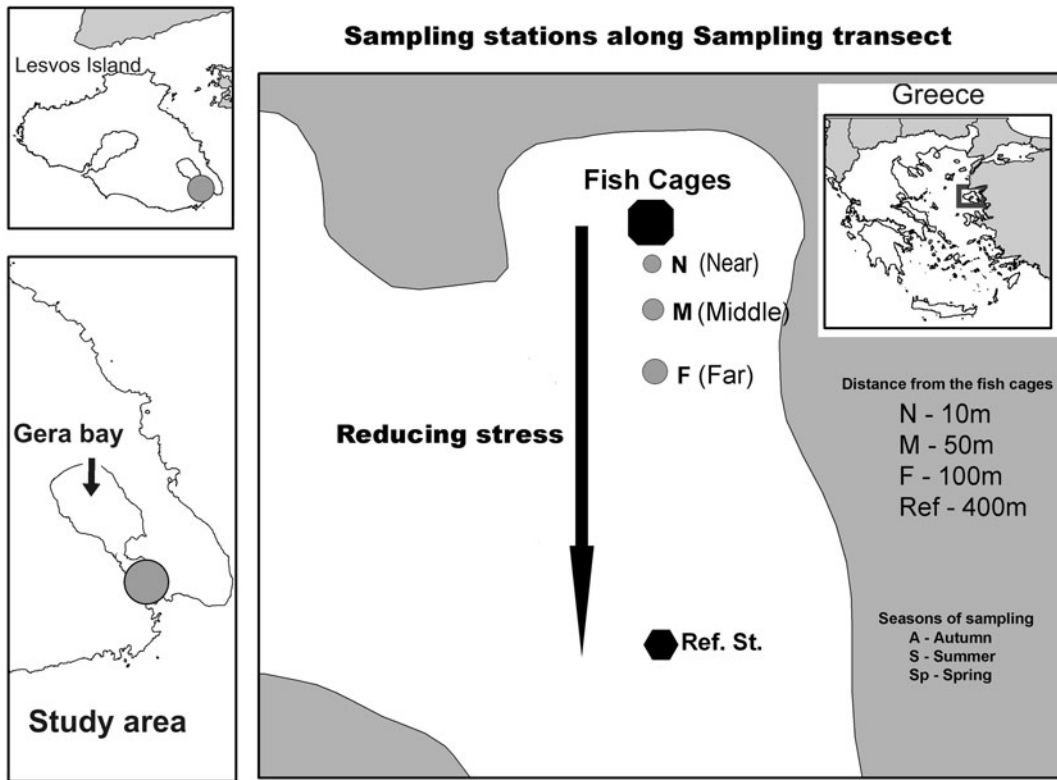 Sampling stations along Sampling transect
Lesvos Island
Greece
Fish Cages
N (Near)
M (Middle)
F (Far)
Reducing stress
Ref. St.
Gera bay
Study area
Distance from the fish cages
N - 10m
M - 50m
F - 100m
Ref - 400m
Seasons of sampling
A - Autumn
S - Summer
Sp - Spring